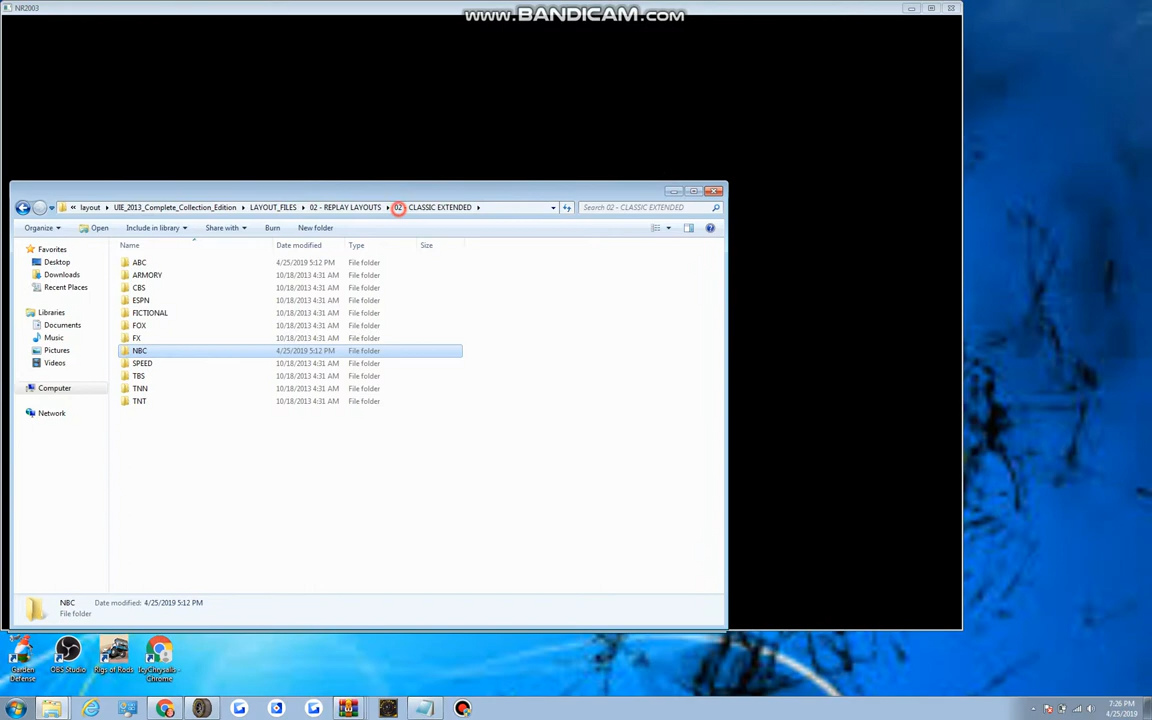 NR2003
www.BANDICAM.com
« layout UIE_2013_Complete_Collection_Edition LAYOUT_FILES 02 - REPLAY LAYOUTS 02 - CLASSIC EXTENDED
Search 02 - CLASSIC EXTENDED
Organize Open Include in library Share with Burn New folder
Name Date modified Type Size
Favorites
Desktop
Downloads
Recent Places
Libraries
Documents
Music
Pictures
Videos
Computer
Network
ABC 4/25/2019 5:12 PM File folder
ARMORY 10/18/2013 4:31 AM File folder
CBS 10/18/2013 4:31 AM File folder
ESPN 10/18/2013 4:31 AM File folder
FICTIONAL 10/18/2013 4:31 AM File folder
FOX 10/18/2013 4:31 AM File folder
FX 10/18/2013 4:31 AM File folder
NBC 4/25/2019 5:12 PM File folder
SPEED 10/18/2013 4:31 AM File folder
TBS 10/18/2013 4:31 AM File folder
TNN 10/18/2013 4:31 AM File folder
TNT 10/18/2013 4:31 AM File folder
NBC Date modified: 4/25/2019 5:12 PM
File folder
Garden Defense
OBS Studio
Rigs of Rods
IcyChrysalis - Chrome
7:26 PM
4/25/2019